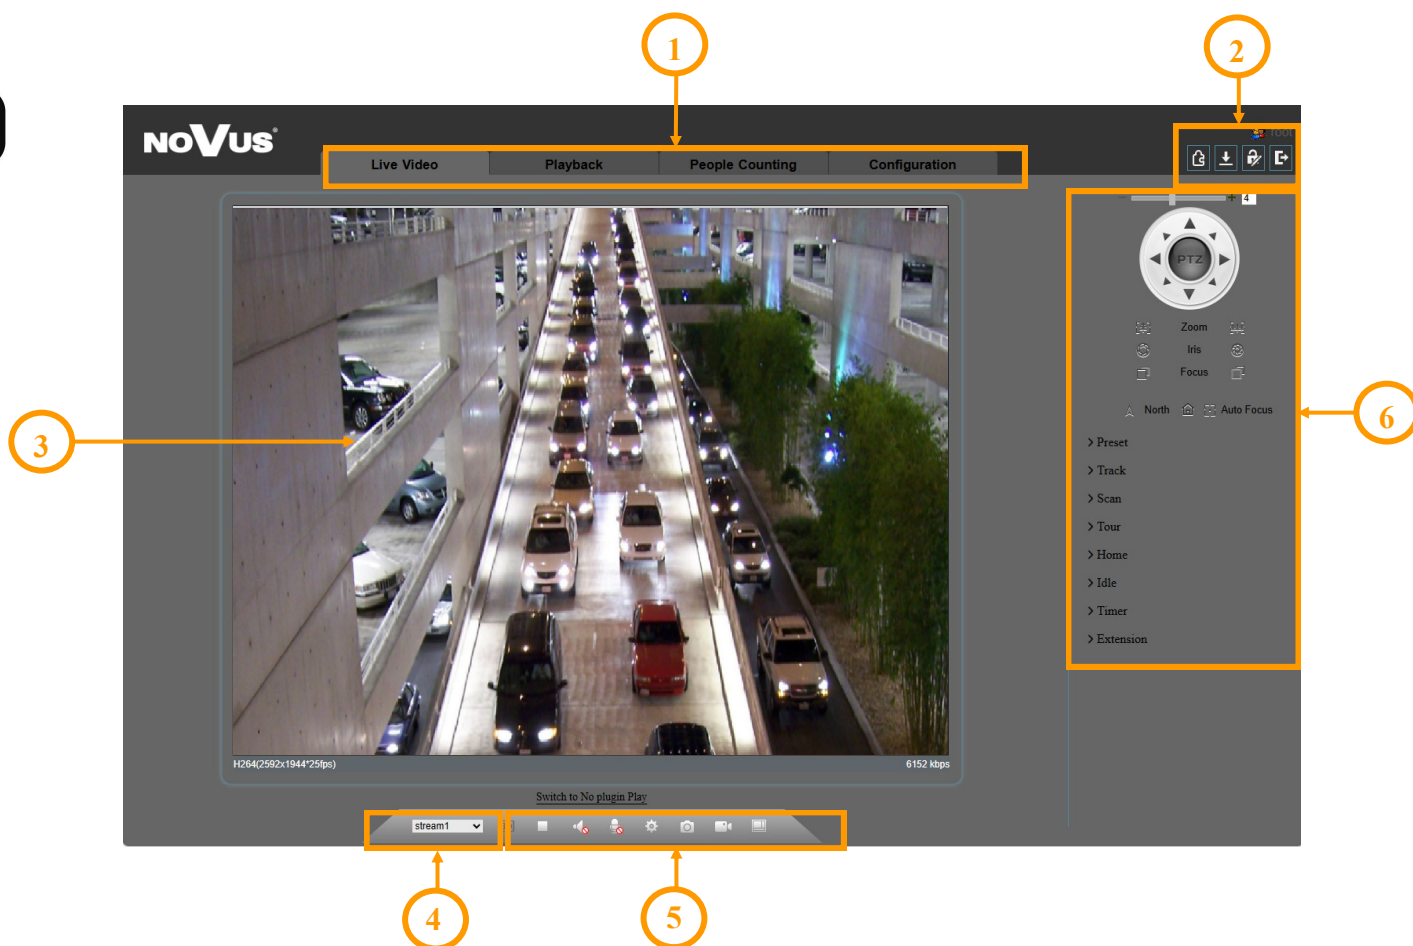 1
2
NOVUS®
root
Live Video
Playback
People Counting
Configuration
4
PTZ
Zoom
Iris
Focus
North
Auto Focus
> Preset
> Track
> Scan
> Tour
> Home
> Idle
> Timer
> Extension
3
6
H264(2592x1944*25fps)
6152 kbps
Switch to No plugin Play
stream1
4
5